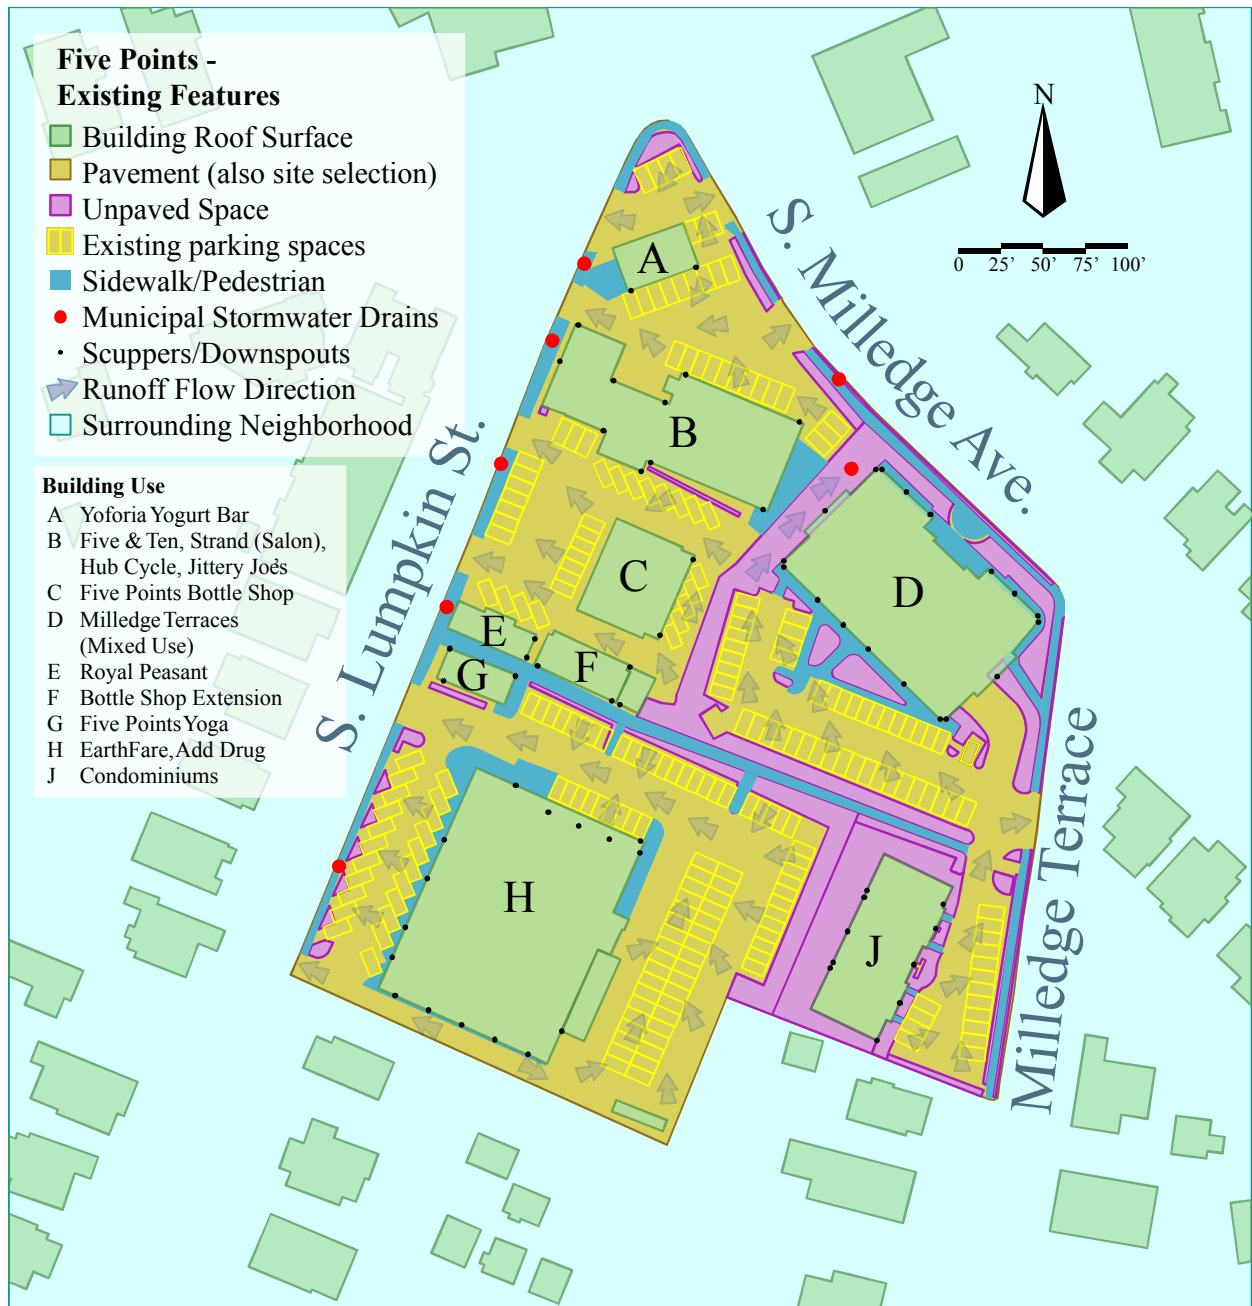 Five Points -
Existing Features
Building Roof Surface
Pavement (also site selection)
Unpaved Space
Existing parking spaces
Sidewalk/Pedestrian
Municipal Stormwater Drains
Scuppers/Downspouts
Runoff Flow Direction
Surrounding Neighborhood
Building Use
A Yoforia Yogurt Bar
B Five & Ten, Strand (Salon),
Hub Cycle, Jittery Joe's
C Five Points Bottle Shop
D Milledge Terraces
(Mixed Use)
E Royal Peasant
F Bottle Shop Extension
G Five Points Yoga
H EarthFare, Add Drug
J Condominiums
N
0 25' 50' 75' 100'
S. Milledge Ave.
S. Lumpkin St.
Milledge Terrace
A
B
C
D
E
F
G
H
J